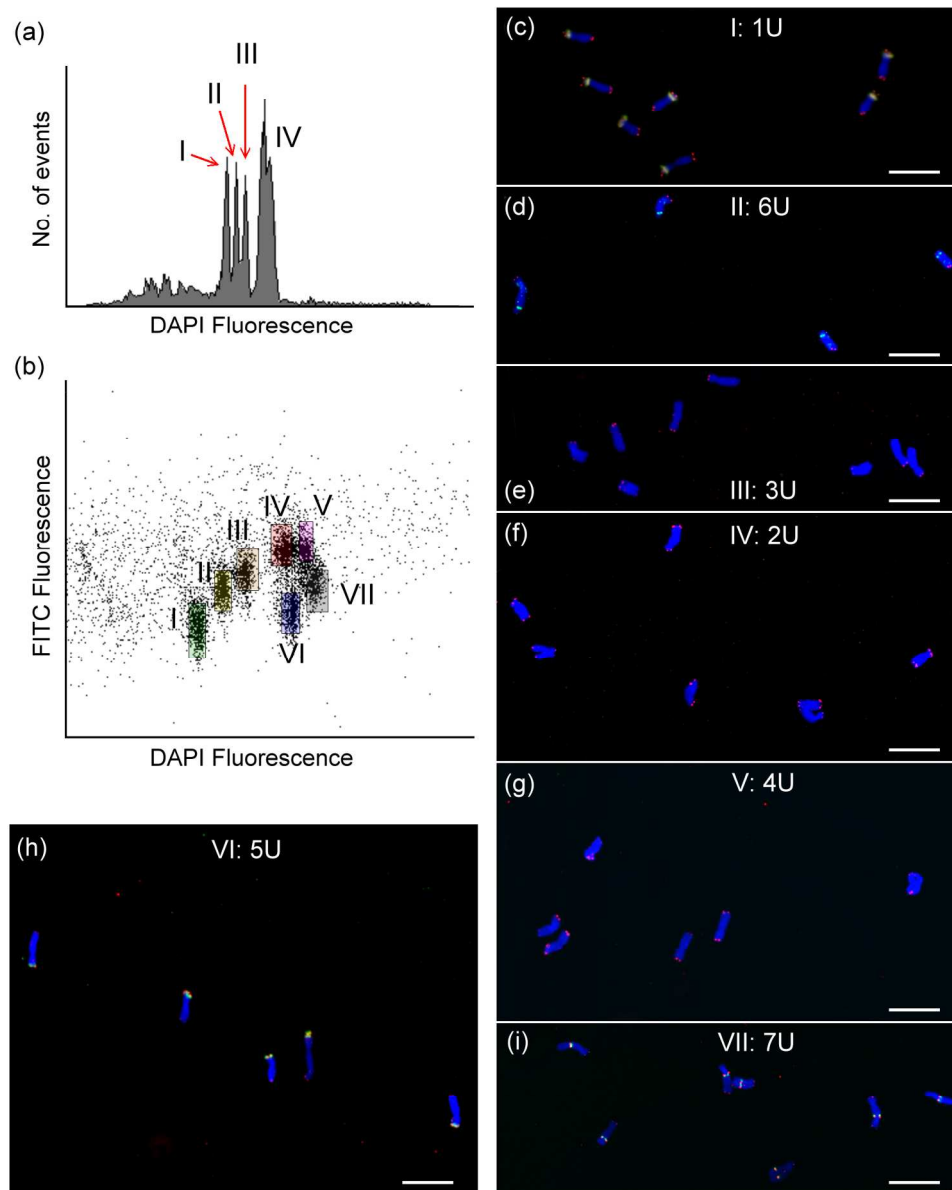 (a)
III
II
I
IV
No. of events
DAPI Fluorescence
(b)
FITC Fluorescence
III
IV
V
II
I
VII
VI
DAPI Fluorescence
(c)
I: 1U
(d)
II: 6U
(e)
III: 3U
(f)
IV: 2U
(g)
V: 4U
(h)
VI: 5U
(i)
VII: 7U